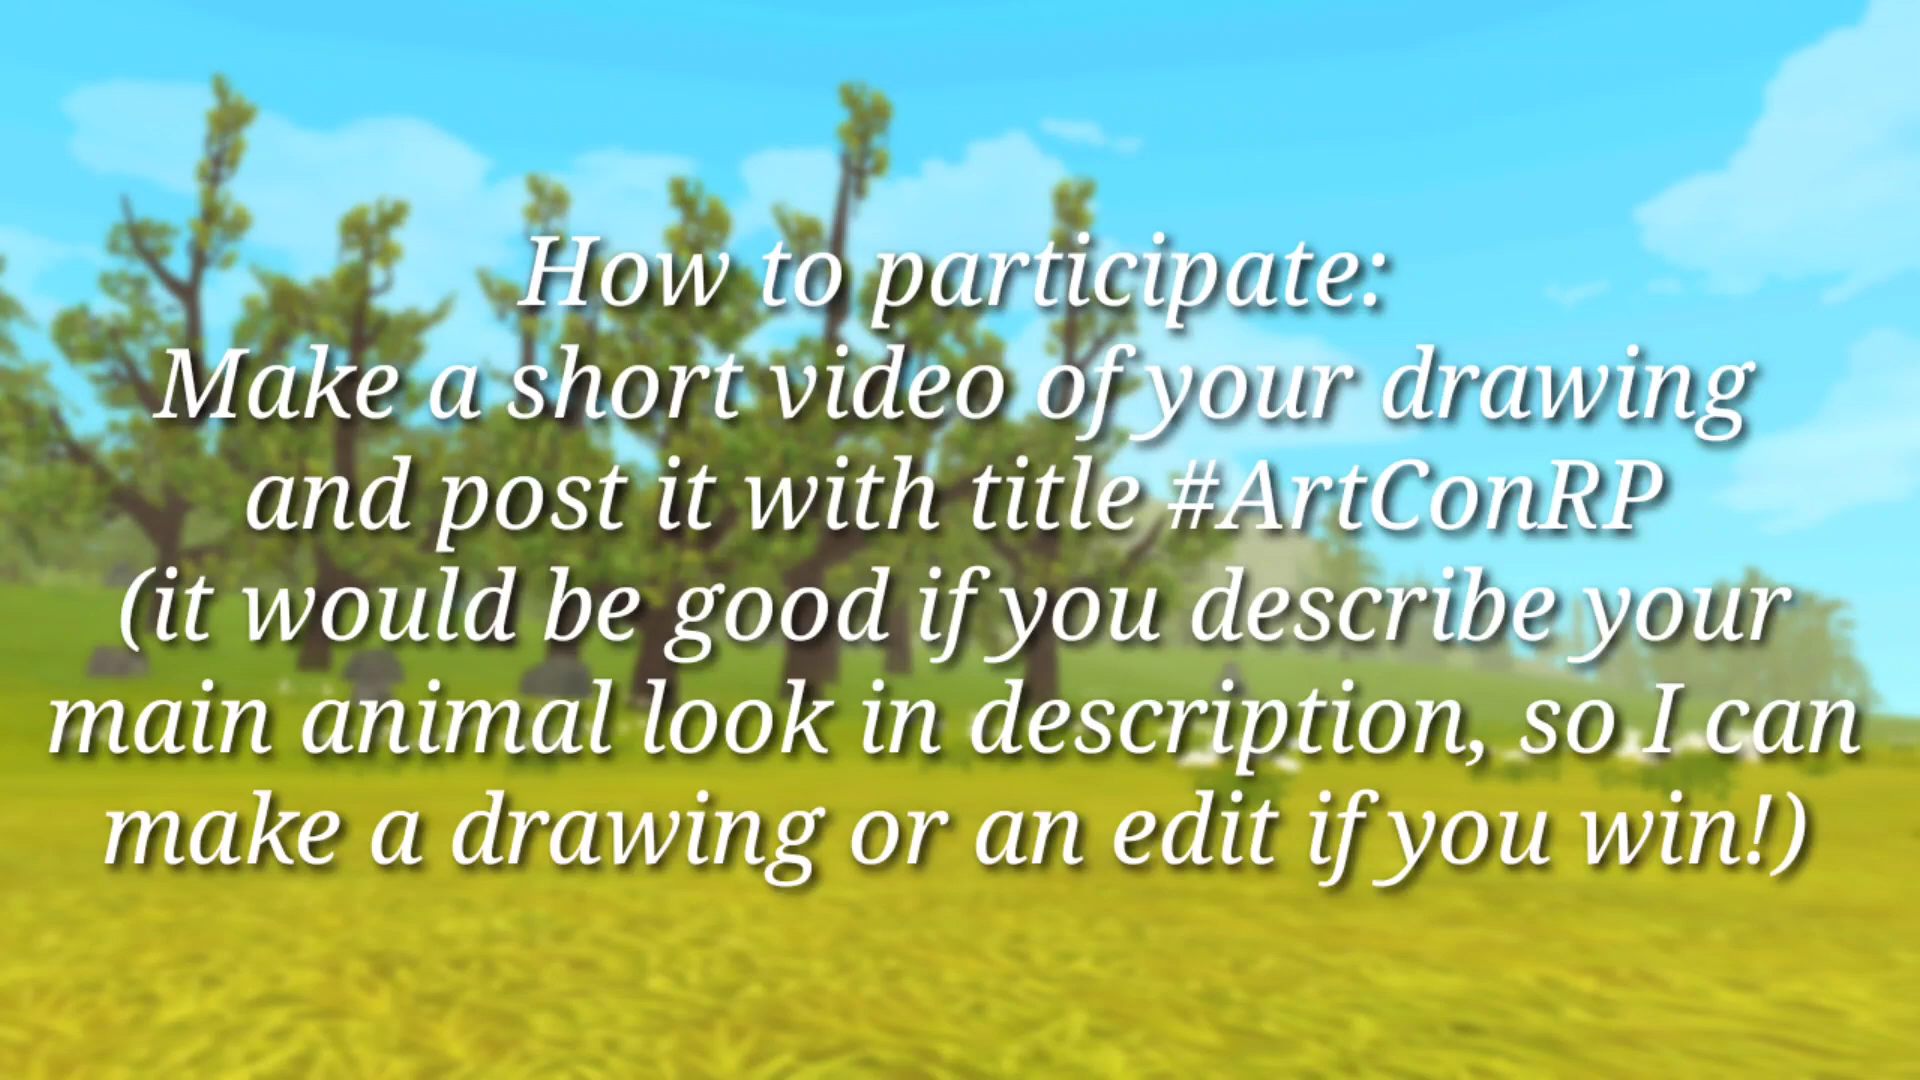 How to participate:
Make a short video of your drawing
and post it with title #ArtConRP
(it would be good if you describe your
main animal look in description, so I can
make a drawing or an edit if you win!)